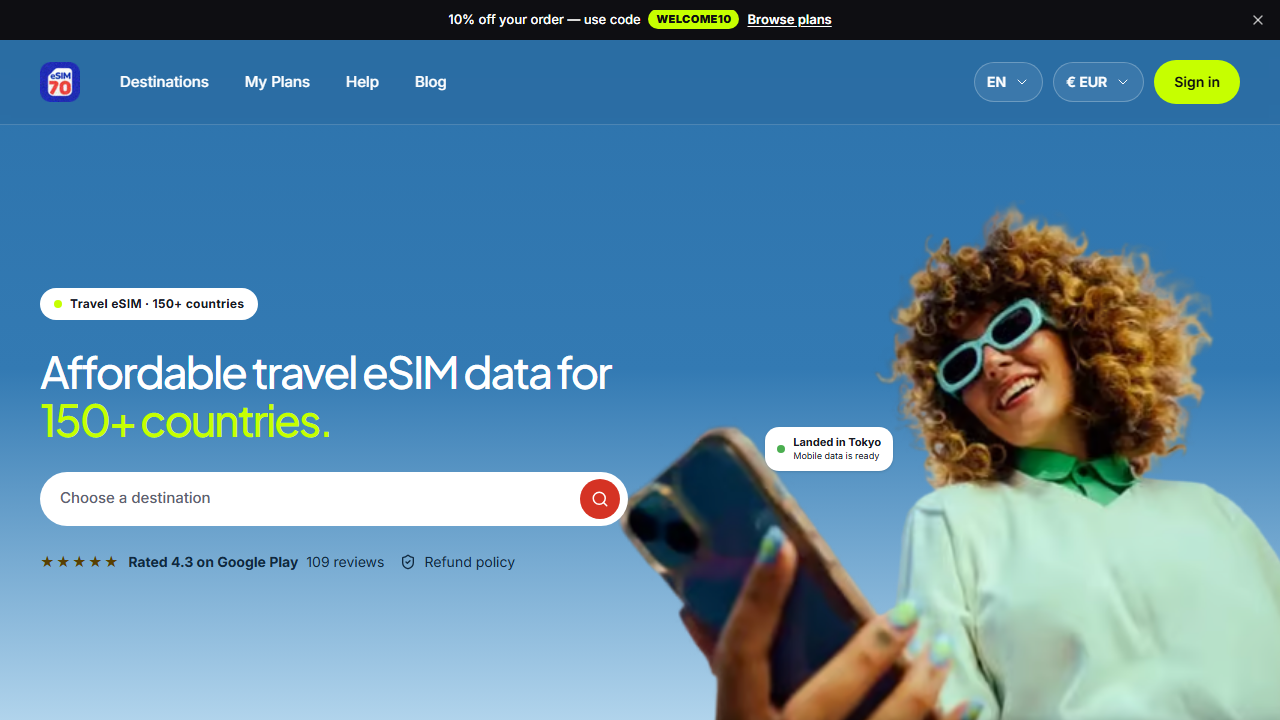 10% off your order — use code WELCOME10 Browse plans
eSIM
70
Destinations My Plans Help Blog
EN € EUR Sign in
Travel eSIM · 150+ countries
Affordable travel eSIM data for
150+ countries.
Landed in Tokyo
Mobile data is ready
Choose a destination
★★★★★ Rated 4.3 on Google Play 109 reviews Refund policy